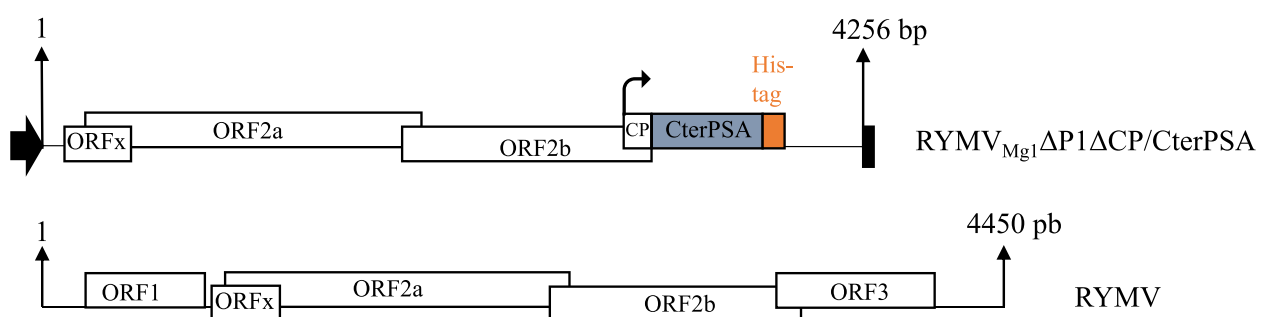 1
4256 bp
His-
tag
ORFx
ORF2a
ORF2b
CP
CterPSA
RYMVMg1ΔP1ΔCP/CterPSA
1
4450 pb
ORF1
ORFx
ORF2a
ORF2b
ORF3
RYMV